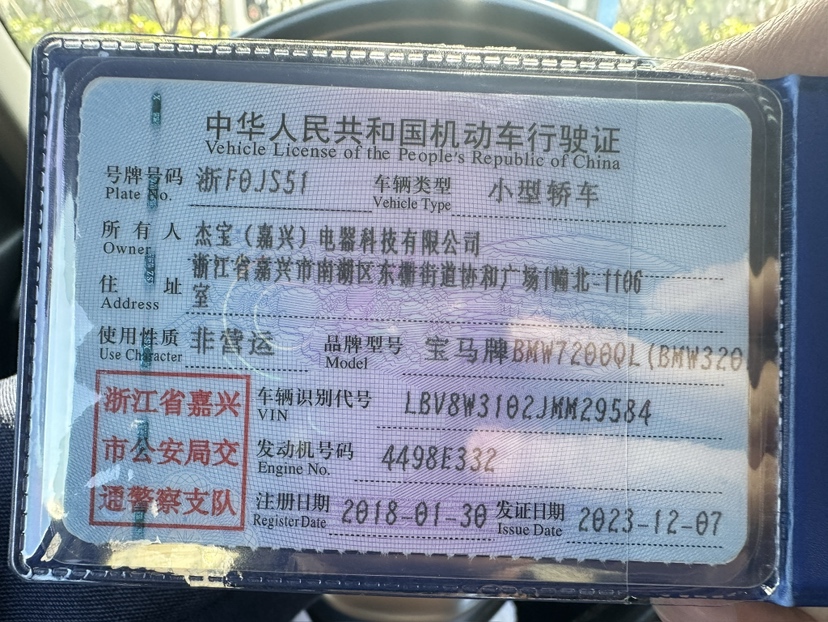 中华人民共和国机动车行驶证
Vehicle License of the People's Republic of China
号牌号码 浙F0JS51 车辆类型 小型轿车
Plate No. Vehicle Type
所有人 杰宝（嘉兴）电器科技有限公司
Owner
住址 浙江省嘉兴市南湖区东栅街道协和广场1幢北-1106
室
Address
使用性质 非营运 品牌型号 宝马牌BMW7200QL(BMW320
Use Character Model
浙江省嘉兴
市公安局交
通警察支队
车辆识别代号 LBV8W3102JMM29584
VIN
发动机号码 4498E332
Engine No.
注册日期 2018-01-30 发证日期 2023-12-07
Register Date Issue Date